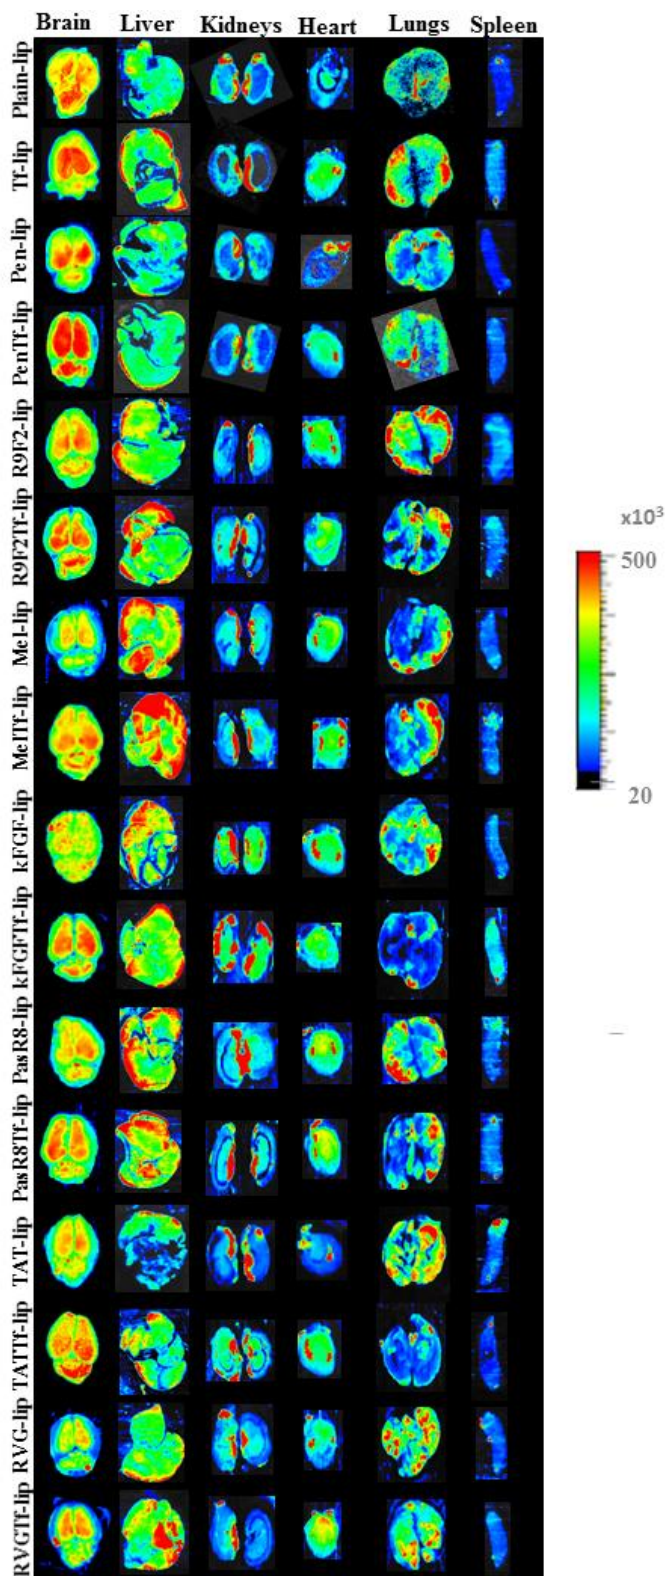 Brain Liver Kidneys Heart Lungs Spleen
Plain-lip
Tf-lip
Pen-lip
PenTf-lip
R9F2-lip
R9F2Tf-lip
Mel-lip
MelTf-lip
kFGF-lip
kFGFTf-lip
PasR8-lip
PasR8Tf-lip
TAT-lip
TATTf-lip
RVG-lip
RVGTf-lip
x10³
500
20